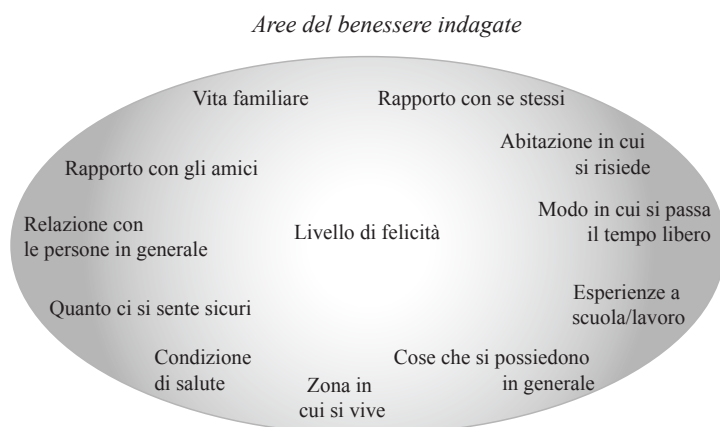 Aree del benessere indagate
Vita familiare
Rapporto con se stessi
Abitazione in cui
si risiede
Rapporto con gli amici
Modo in cui si passa
il tempo libero
Relazione con
le persone in generale
Livello di felicità
Esperienze a
scuola/lavoro
Quanto ci si sente sicuri
Condizione
di salute
Cose che si possiedono
in generale
Zona in
cui si vive